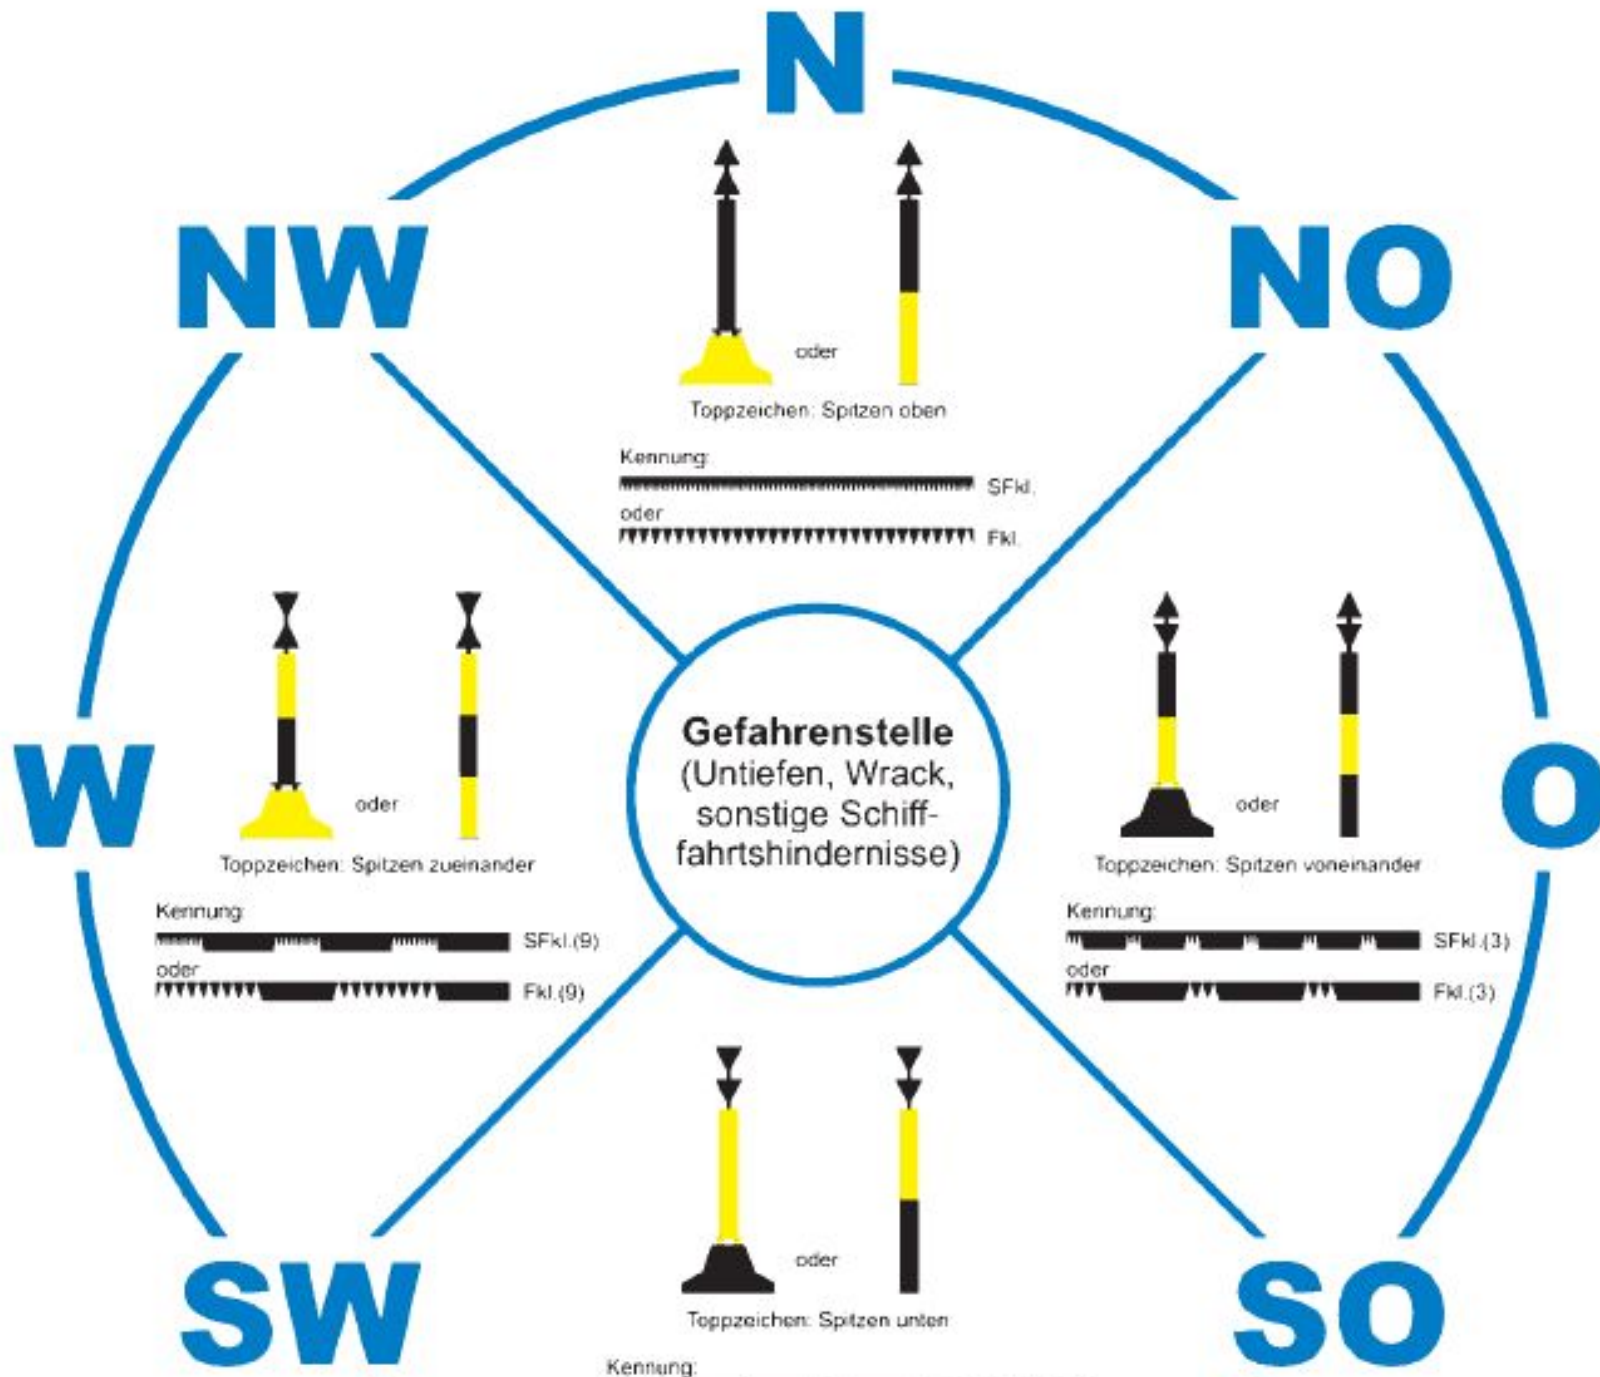 N
NW
NO
oder
Toppzeichen: Spitzen oben
Kennung:
SFkl.
oder
Fkl.
W
oder
Toppzeichen: Spitzen zueinander
Kennung:
SFkl.(9)
oder
Fkl.(9)
Gefahrenstelle
(Untiefen, Wrack,
sonstige Schiff-
fahrtshindernisse)
O
oder
Toppzeichen: Spitzen voneinander
Kennung:
SFkl.(3)
oder
Fkl.(3)
SW
oder
Toppzeichen: Spitzen unten
Kennung:
SO